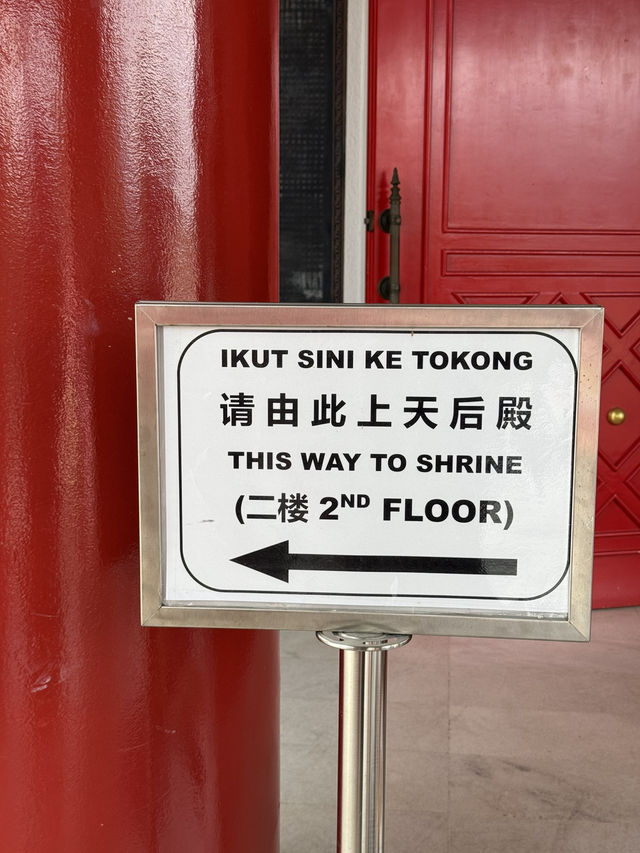 IKUT SINI KE TOKONG
请由此上天后殿
THIS WAY TO SHRINE
(二楼 2ND FLOOR)